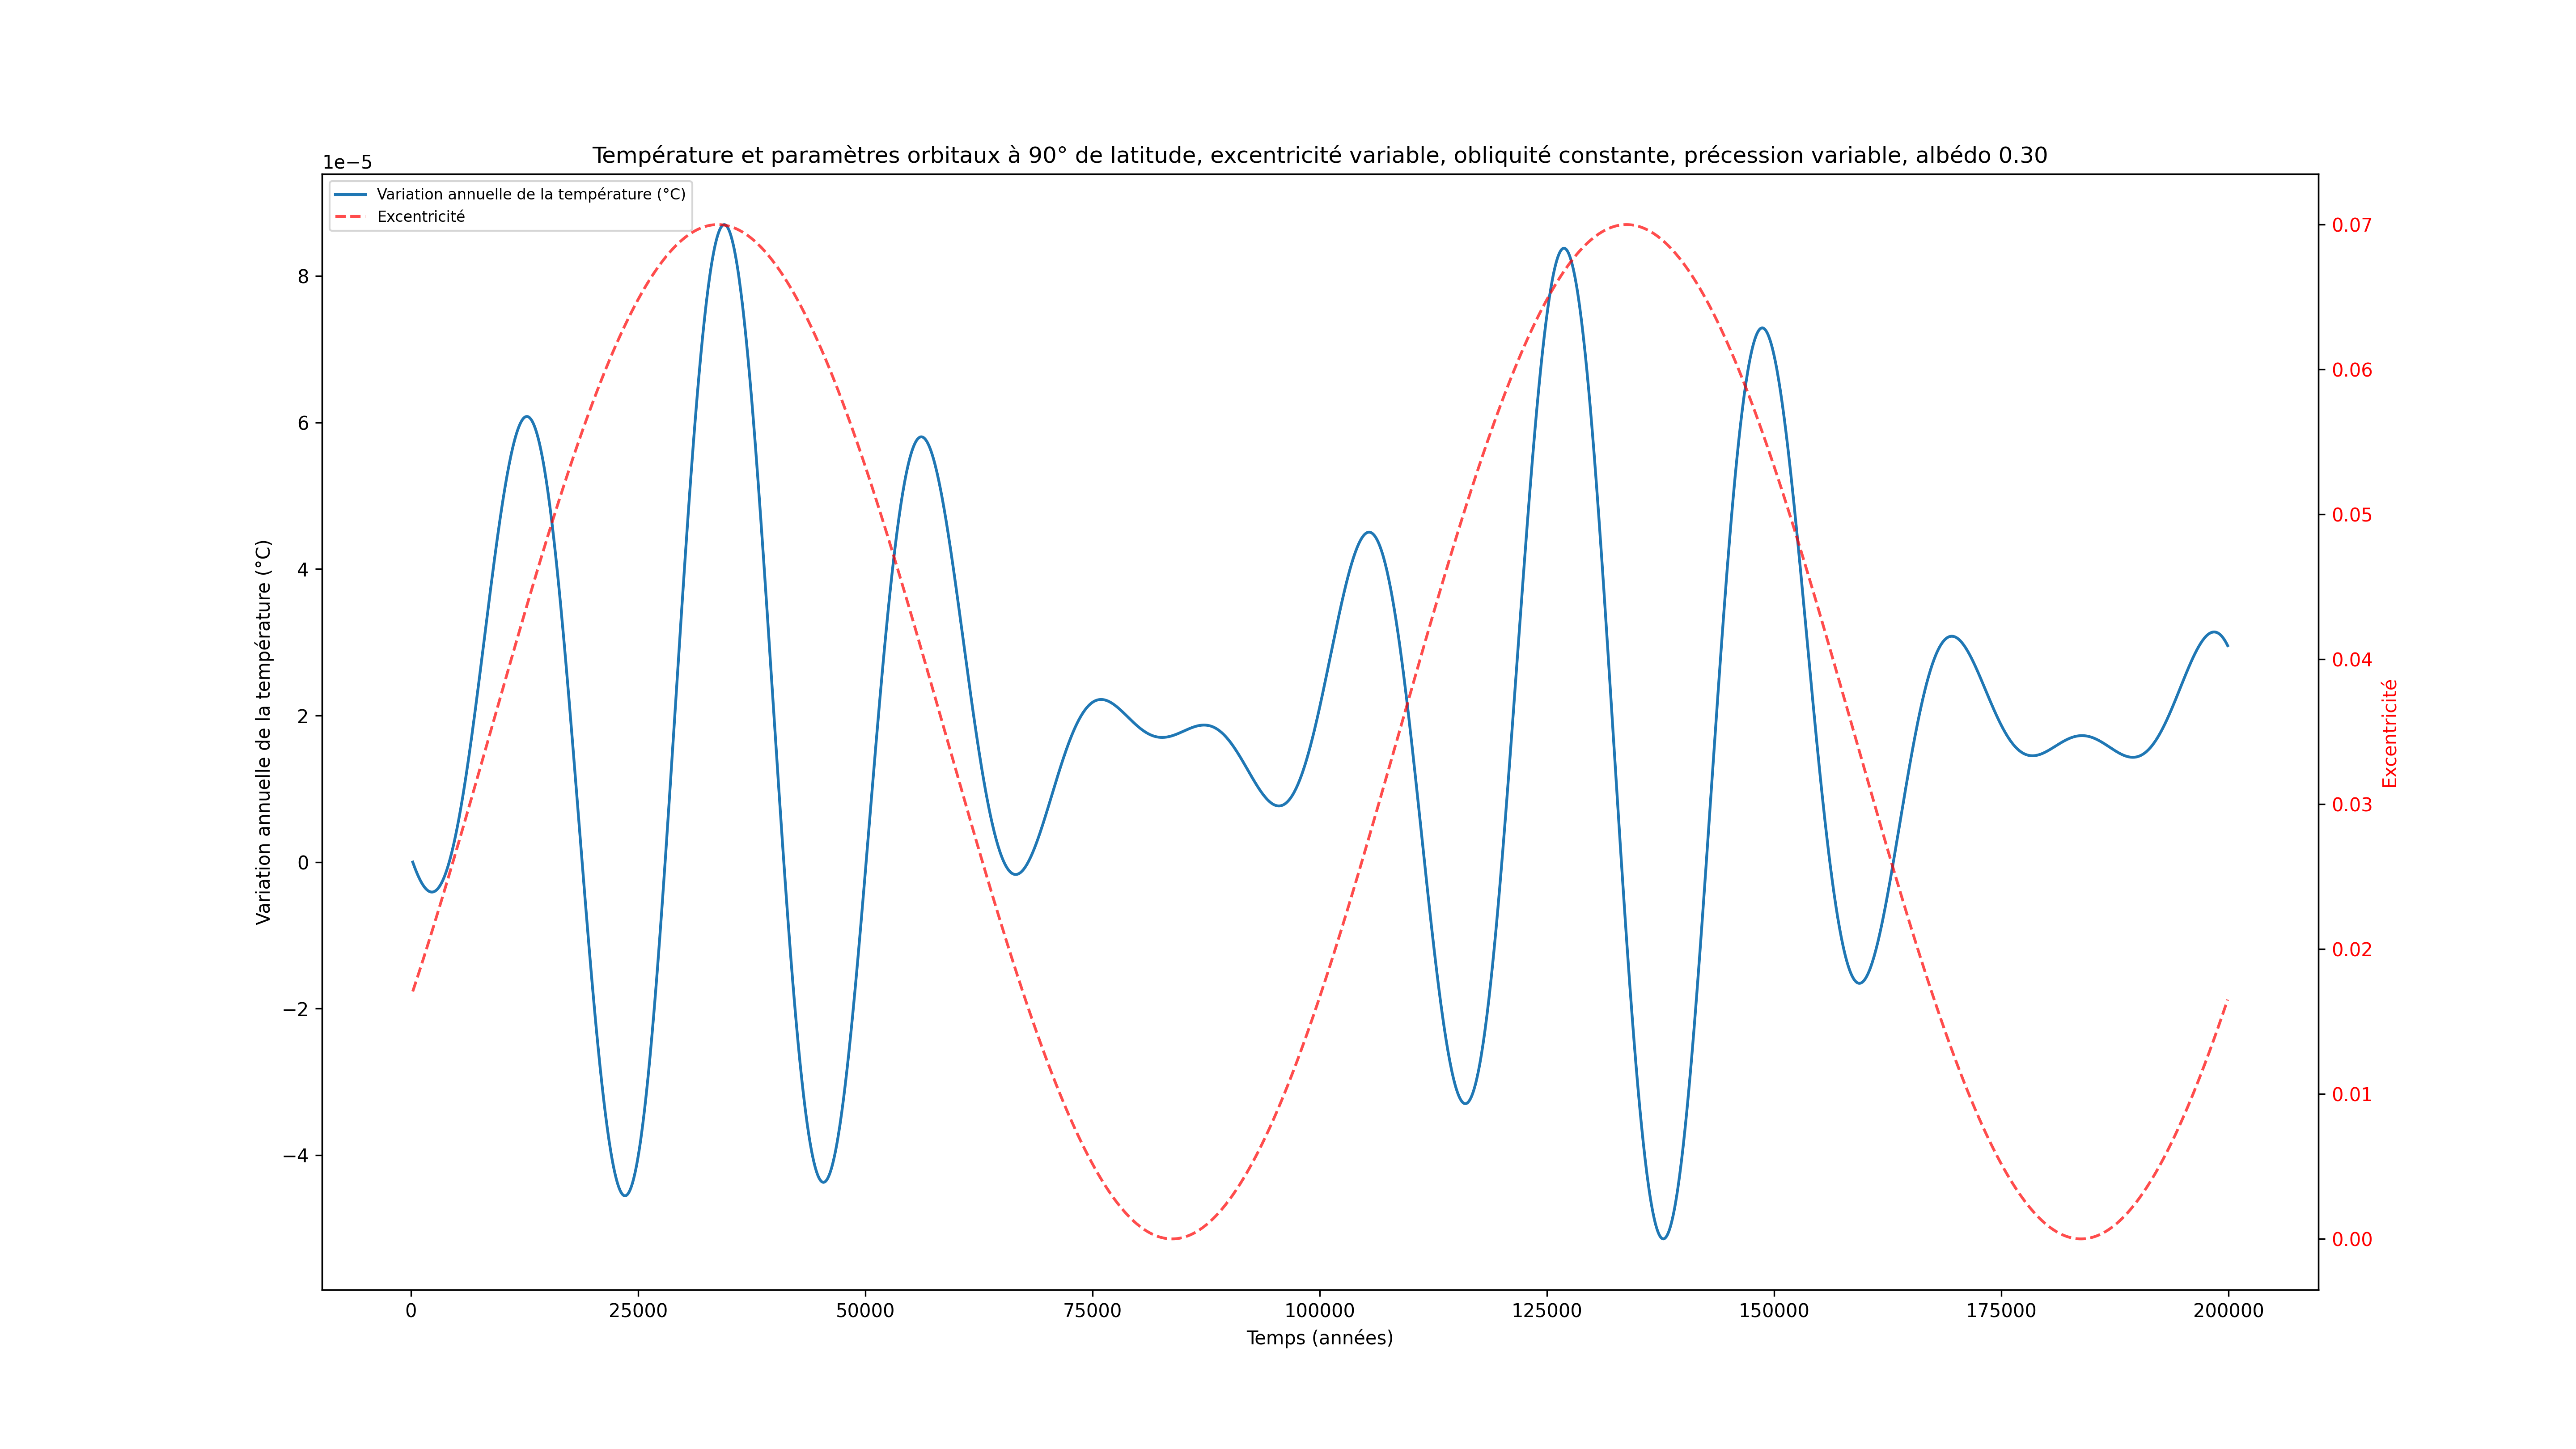 Température et paramètres orbitaux à 90° de latitude, excentricité variable, obliquité constante, précession variable, albédo 0.30
1e−5
Variation annuelle de la température (°C)
Excentricité
8
6
4
2
0
−2
−4
Variation annuelle de la température (°C)
0.07
0.06
0.05
0.04
0.03
0.02
0.01
0.00
Excentricité
0 25000 50000 75000 100000 125000 150000 175000 200000
Temps (années)